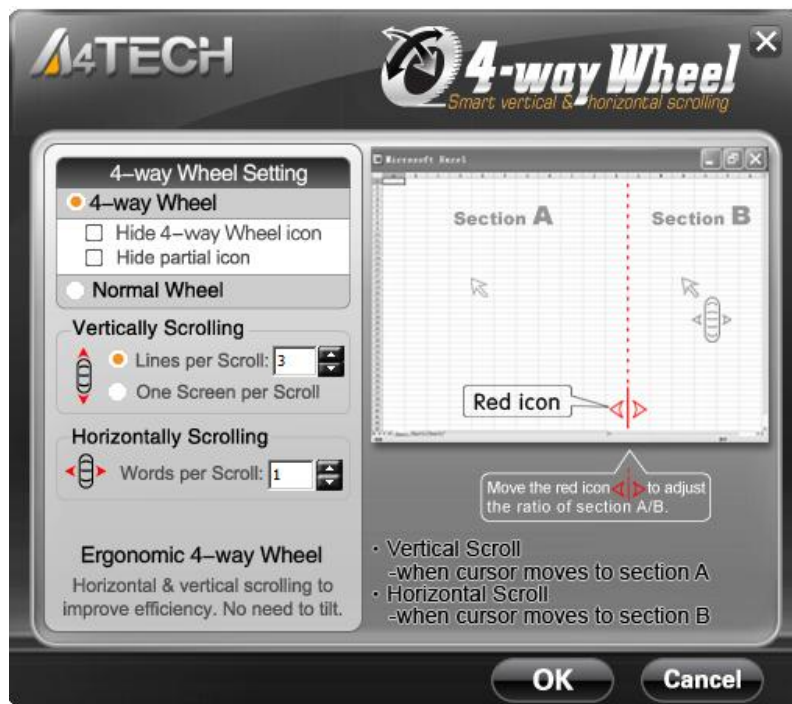 A4TECH
4-way Wheel
Smart vertical & horizontal scrolling
4-way Wheel Setting
4-way Wheel
Hide 4-way Wheel icon
Hide partial icon
Normal Wheel
Vertically Scrolling
Lines per Scroll: 3
One Screen per Scroll
Horizontally Scrolling
Words per Scroll: 1
Ergonomic 4-way Wheel
Horizontal & vertical scrolling to
improve efficiency. No need to tilt.
Microsoft Excel
Section A
Section B
Red icon
Move the red icon to adjust
the ratio of section A/B.
· Vertical Scroll
-when cursor moves to section A
· Horizontal Scroll
-when cursor moves to section B
OK
Cancel